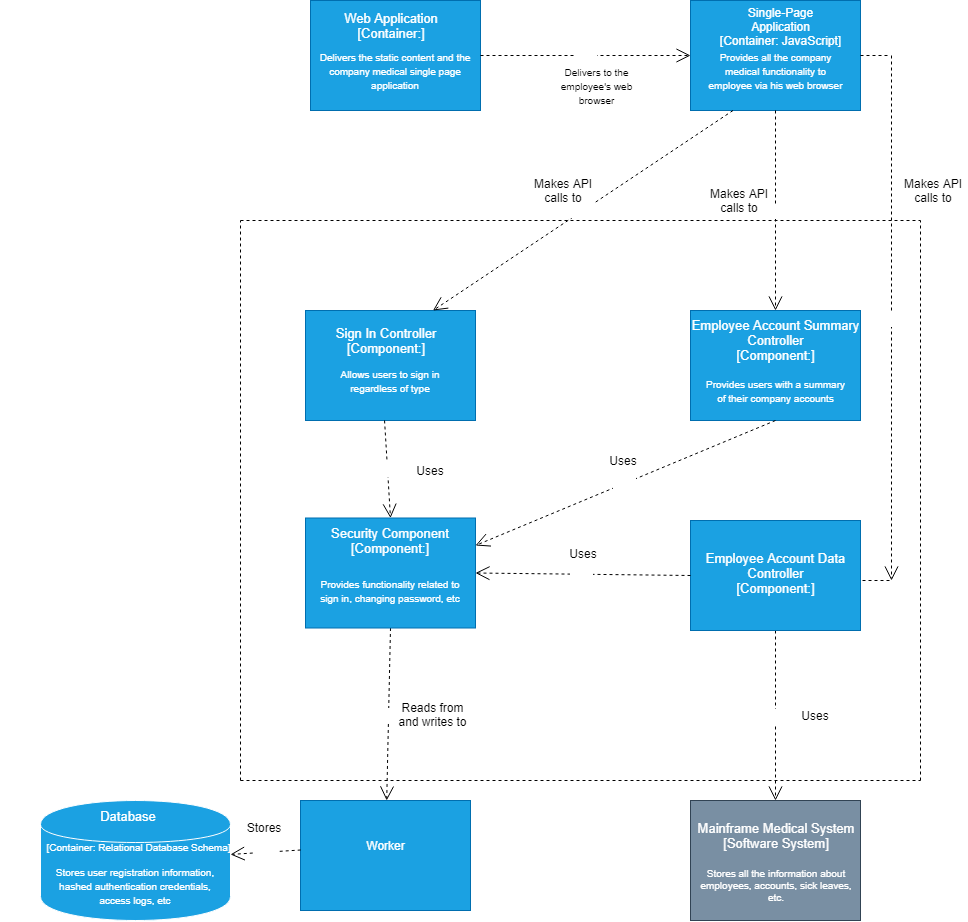 Web Application
[Container:]
Delivers the static content and the
company medical single page
application
Single-Page
Application
[Container: JavaScript]
Provides all the company
medical functionality to
employee via his web browser
Delivers to the
employee's web
browser
Makes API
calls to
Makes API
calls to
Makes API
calls to
Sign In Controller
[Component:]
Allows users to sign in
regardless of type
Employee Account Summary
Controller
[Component:]
Provides users with a summary
of their company accounts
Uses
Uses
Security Component
[Component:]
Provides functionality related to
sign in, changing password, etc
Uses
Employee Account Data
Controller
[Component:]
Reads from
and writes to
Uses
Database
[Container: Relational Database Schema]
Stores user registration information,
hashed authentication credentials,
access logs, etc
Stores
Worker
Mainframe Medical System
[Software System]
Stores all the information about
employees, accounts, sick leaves,
etc.